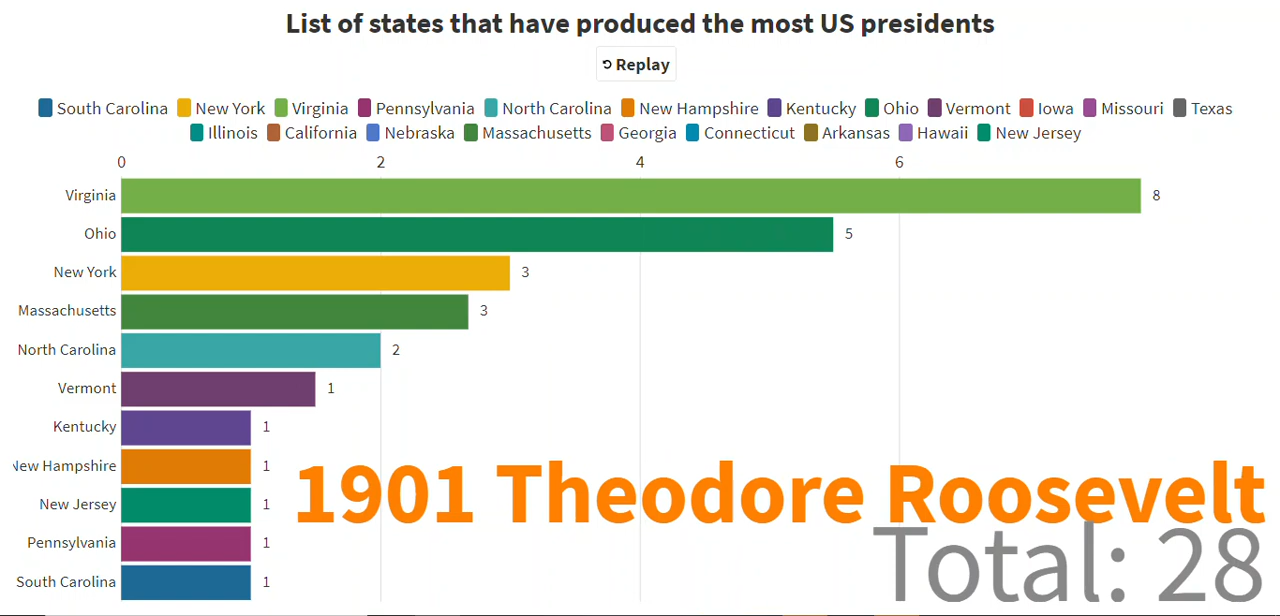 List of states that have produced the most US presidents
Replay
South Carolina New York Virginia Pennsylvania North Carolina New Hampshire Kentucky Ohio Vermont Iowa Missouri Texas
Illinois California Nebraska Massachusetts Georgia Connecticut Arkansas Hawaii New Jersey
0 2 4 6
Virginia 8
Ohio 5
New York 3
Massachusetts 3
North Carolina 2
Vermont 1
Kentucky 1
New Hampshire 1
New Jersey 1
Pennsylvania 1
South Carolina 1
1901 Theodore Roosevelt
Total: 28